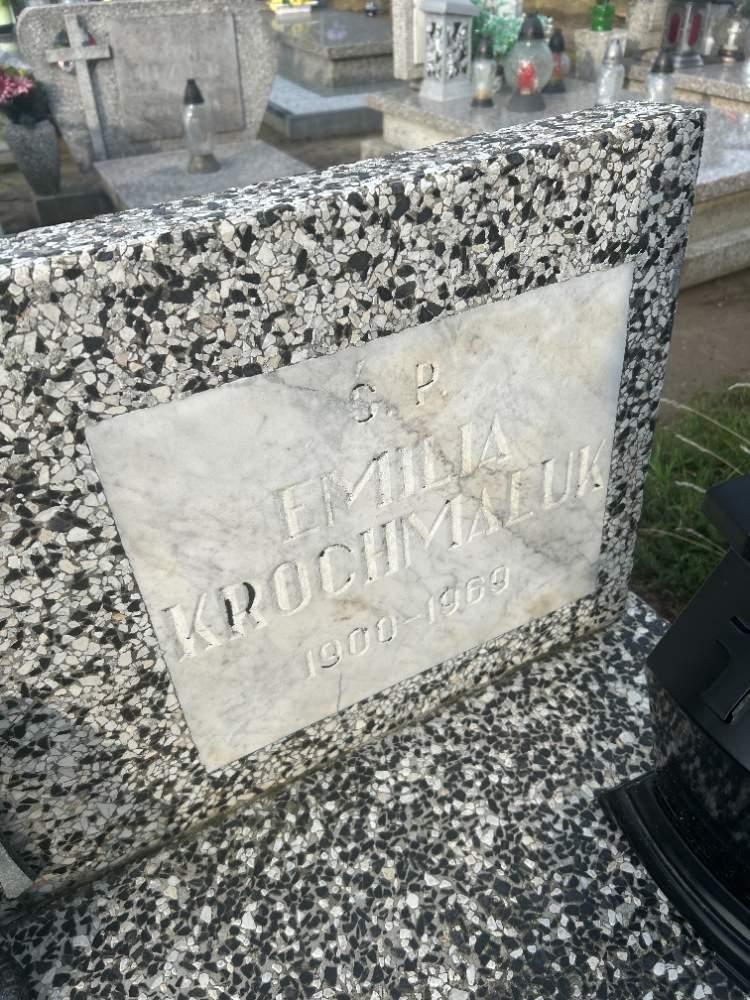 Ś. P.
EMILIA
KROCHMALUK
1900-1969